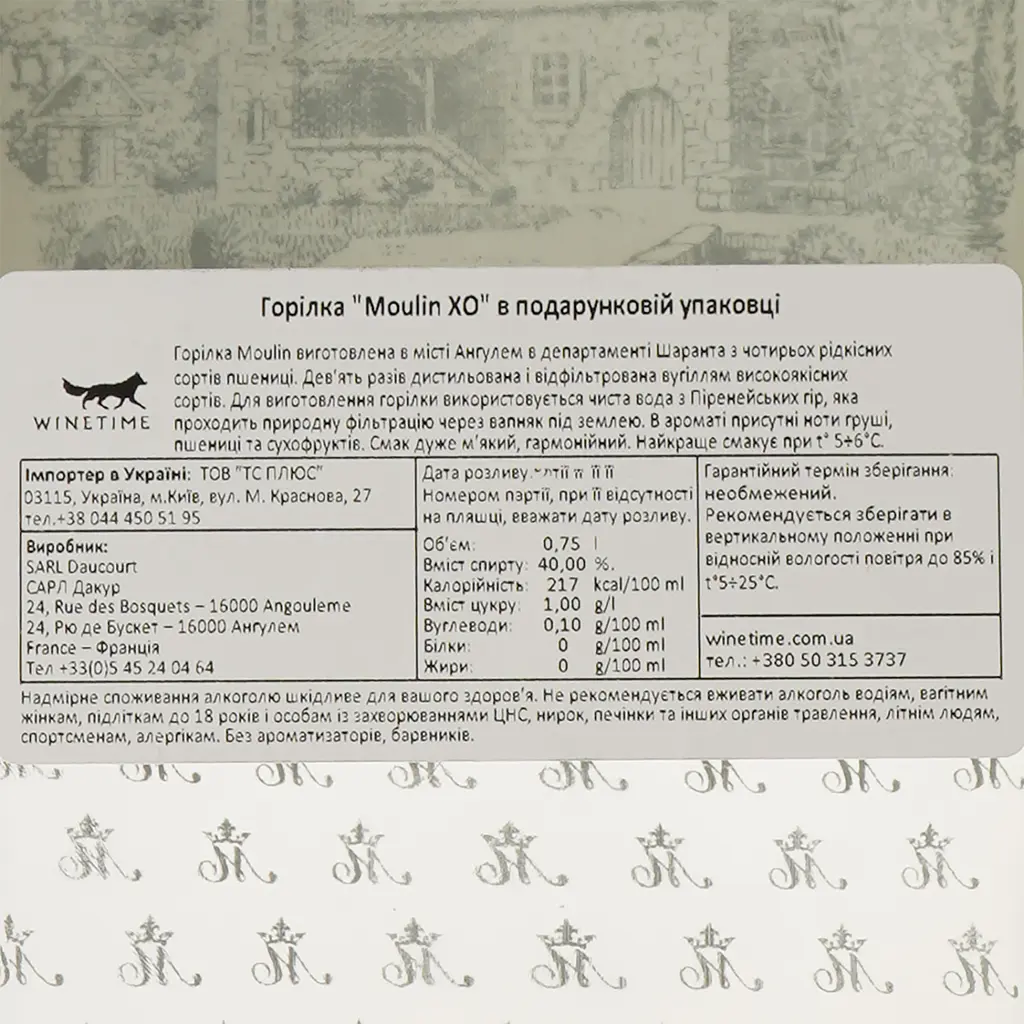 Горілка "Moulin XO" в подарунковій упаковці
Горілка Moulin виготовлена в місті Ангулем в департаменті Шаранта з чотирьох рідкісних
сортів пшениці. Дев'ять разів дистильована і відфільтрована вугіллям високоякісних
сортів. Для виготовлення горілки використовується чиста вода з Піренейських гір, яка
проходить природну фільтрацію через вапняк під землею. В ароматі присутні ноти груші,
пшениці та сухофруктів. Смак дуже м'який, гармонійний. Найкраще смакує при t° 5÷6°C.
WINETIME
Імпортер в Україні: ТОВ "ТС ПЛЮС"
03115, Україна, м.Київ, вул. М. Краснова, 27
тел.+38 044 450 51 95
Виробник:
SARL Daucourt
САРЛ Дакур
24, Rue des Bosquets – 16000 Angouleme
24, Рю де Бускет – 16000 Ангулем
France – Франція
Тел +33(0)5 45 24 04 64
Дата розливу
Номером партії, при її відсутності
на пляшці, вважати дату розливу.
Об'єм: 0,75 l
Вміст спирту: 40,00 %.
Калорійність: 217 kcal/100 ml
Вміст цукру: 1,00 g/l
Вуглеводи: 0,10 g/100 ml
Білки: 0 g/100 ml
Жири: 0 g/100 ml
Гарантійний термін зберігання:
необмежений.
Рекомендується зберігати в
вертикальному положенні при
відносній вологості повітря до 85% і
t°5÷25°C.
winetime.com.ua
тел.: +380 50 315 3737
Надмірне споживання алкоголю шкідливе для вашого здоров'я. Не рекомендується вживати алкоголь водіям, вагітним
жінкам, підліткам до 18 років і особам із захворюваннями ЦНС, нирок, печінки та інших органів травлення, літнім людям,
спортсменам, алергікам. Без ароматизаторів, барвників.